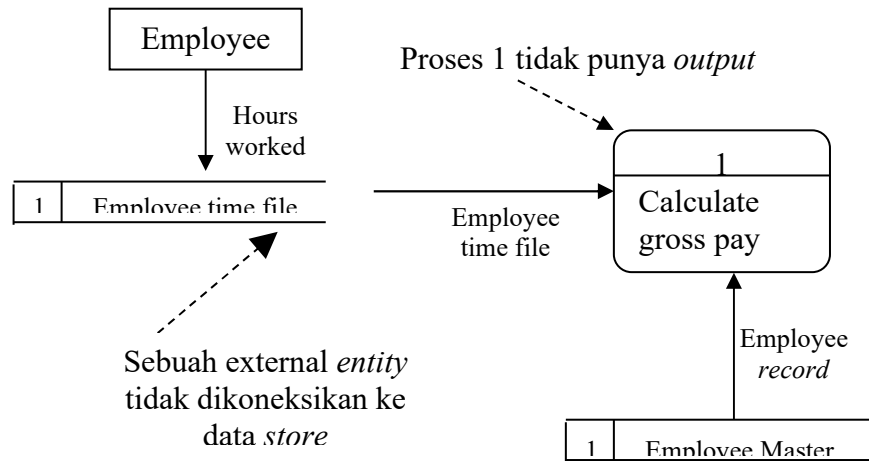 Employee
Proses 1 tidak punya output
Hours
worked
1
1 Employee time file
Calculate
gross pay
Employee
time file
Employee
record
Sebuah external entity
tidak dikoneksikan ke
data store
1 Employee Master